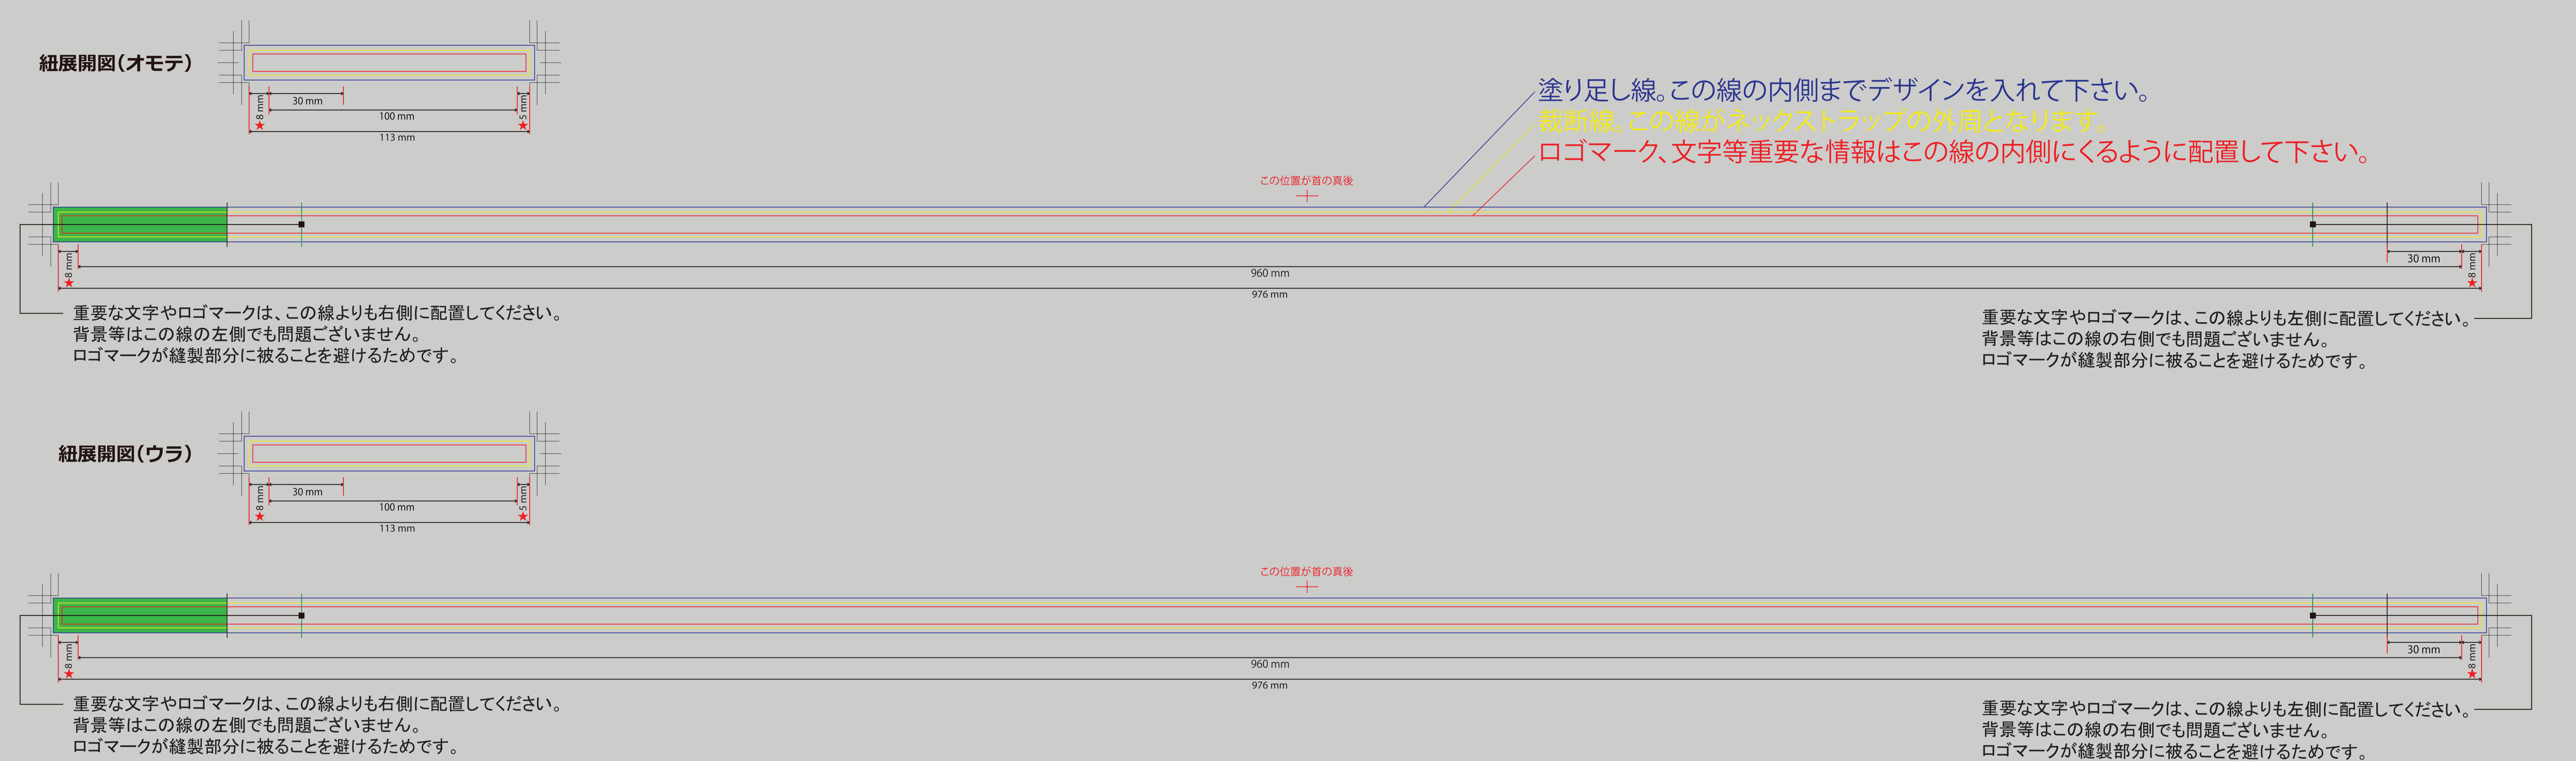 紐展開図(オモテ)
8 mm
30 mm
5 mm
★
100 mm
★
113 mm
塗り足し線。この線の内側までデザインを入れて下さい。
裁断線。この線がネックストラップの外周となります。
ロゴマーク、文字等重要な情報はこの線の内側にくるように配置して下さい。
この位置が首の真後
8 mm
★
960 mm
976 mm
30 mm
8 mm
★
重要な文字やロゴマークは、この線よりも右側に配置してください。
背景等はこの線の左側でも問題ございません。
ロゴマークが縫製部分に被ることを避けるためです。
重要な文字やロゴマークは、この線よりも左側に配置してください。
背景等はこの線の右側でも問題ございません。
ロゴマークが縫製部分に被ることを避けるためです。
紐展開図(ウラ)
8 mm
30 mm
5 mm
★
100 mm
★
113 mm
この位置が首の真後
8 mm
★
960 mm
976 mm
30 mm
8 mm
★
重要な文字やロゴマークは、この線よりも右側に配置してください。
背景等はこの線の左側でも問題ございません。
ロゴマークが縫製部分に被ることを避けるためです。
重要な文字やロゴマークは、この線よりも左側に配置してください。
背景等はこの線の右側でも問題ございません。
ロゴマークが縫製部分に被ることを避けるためです。